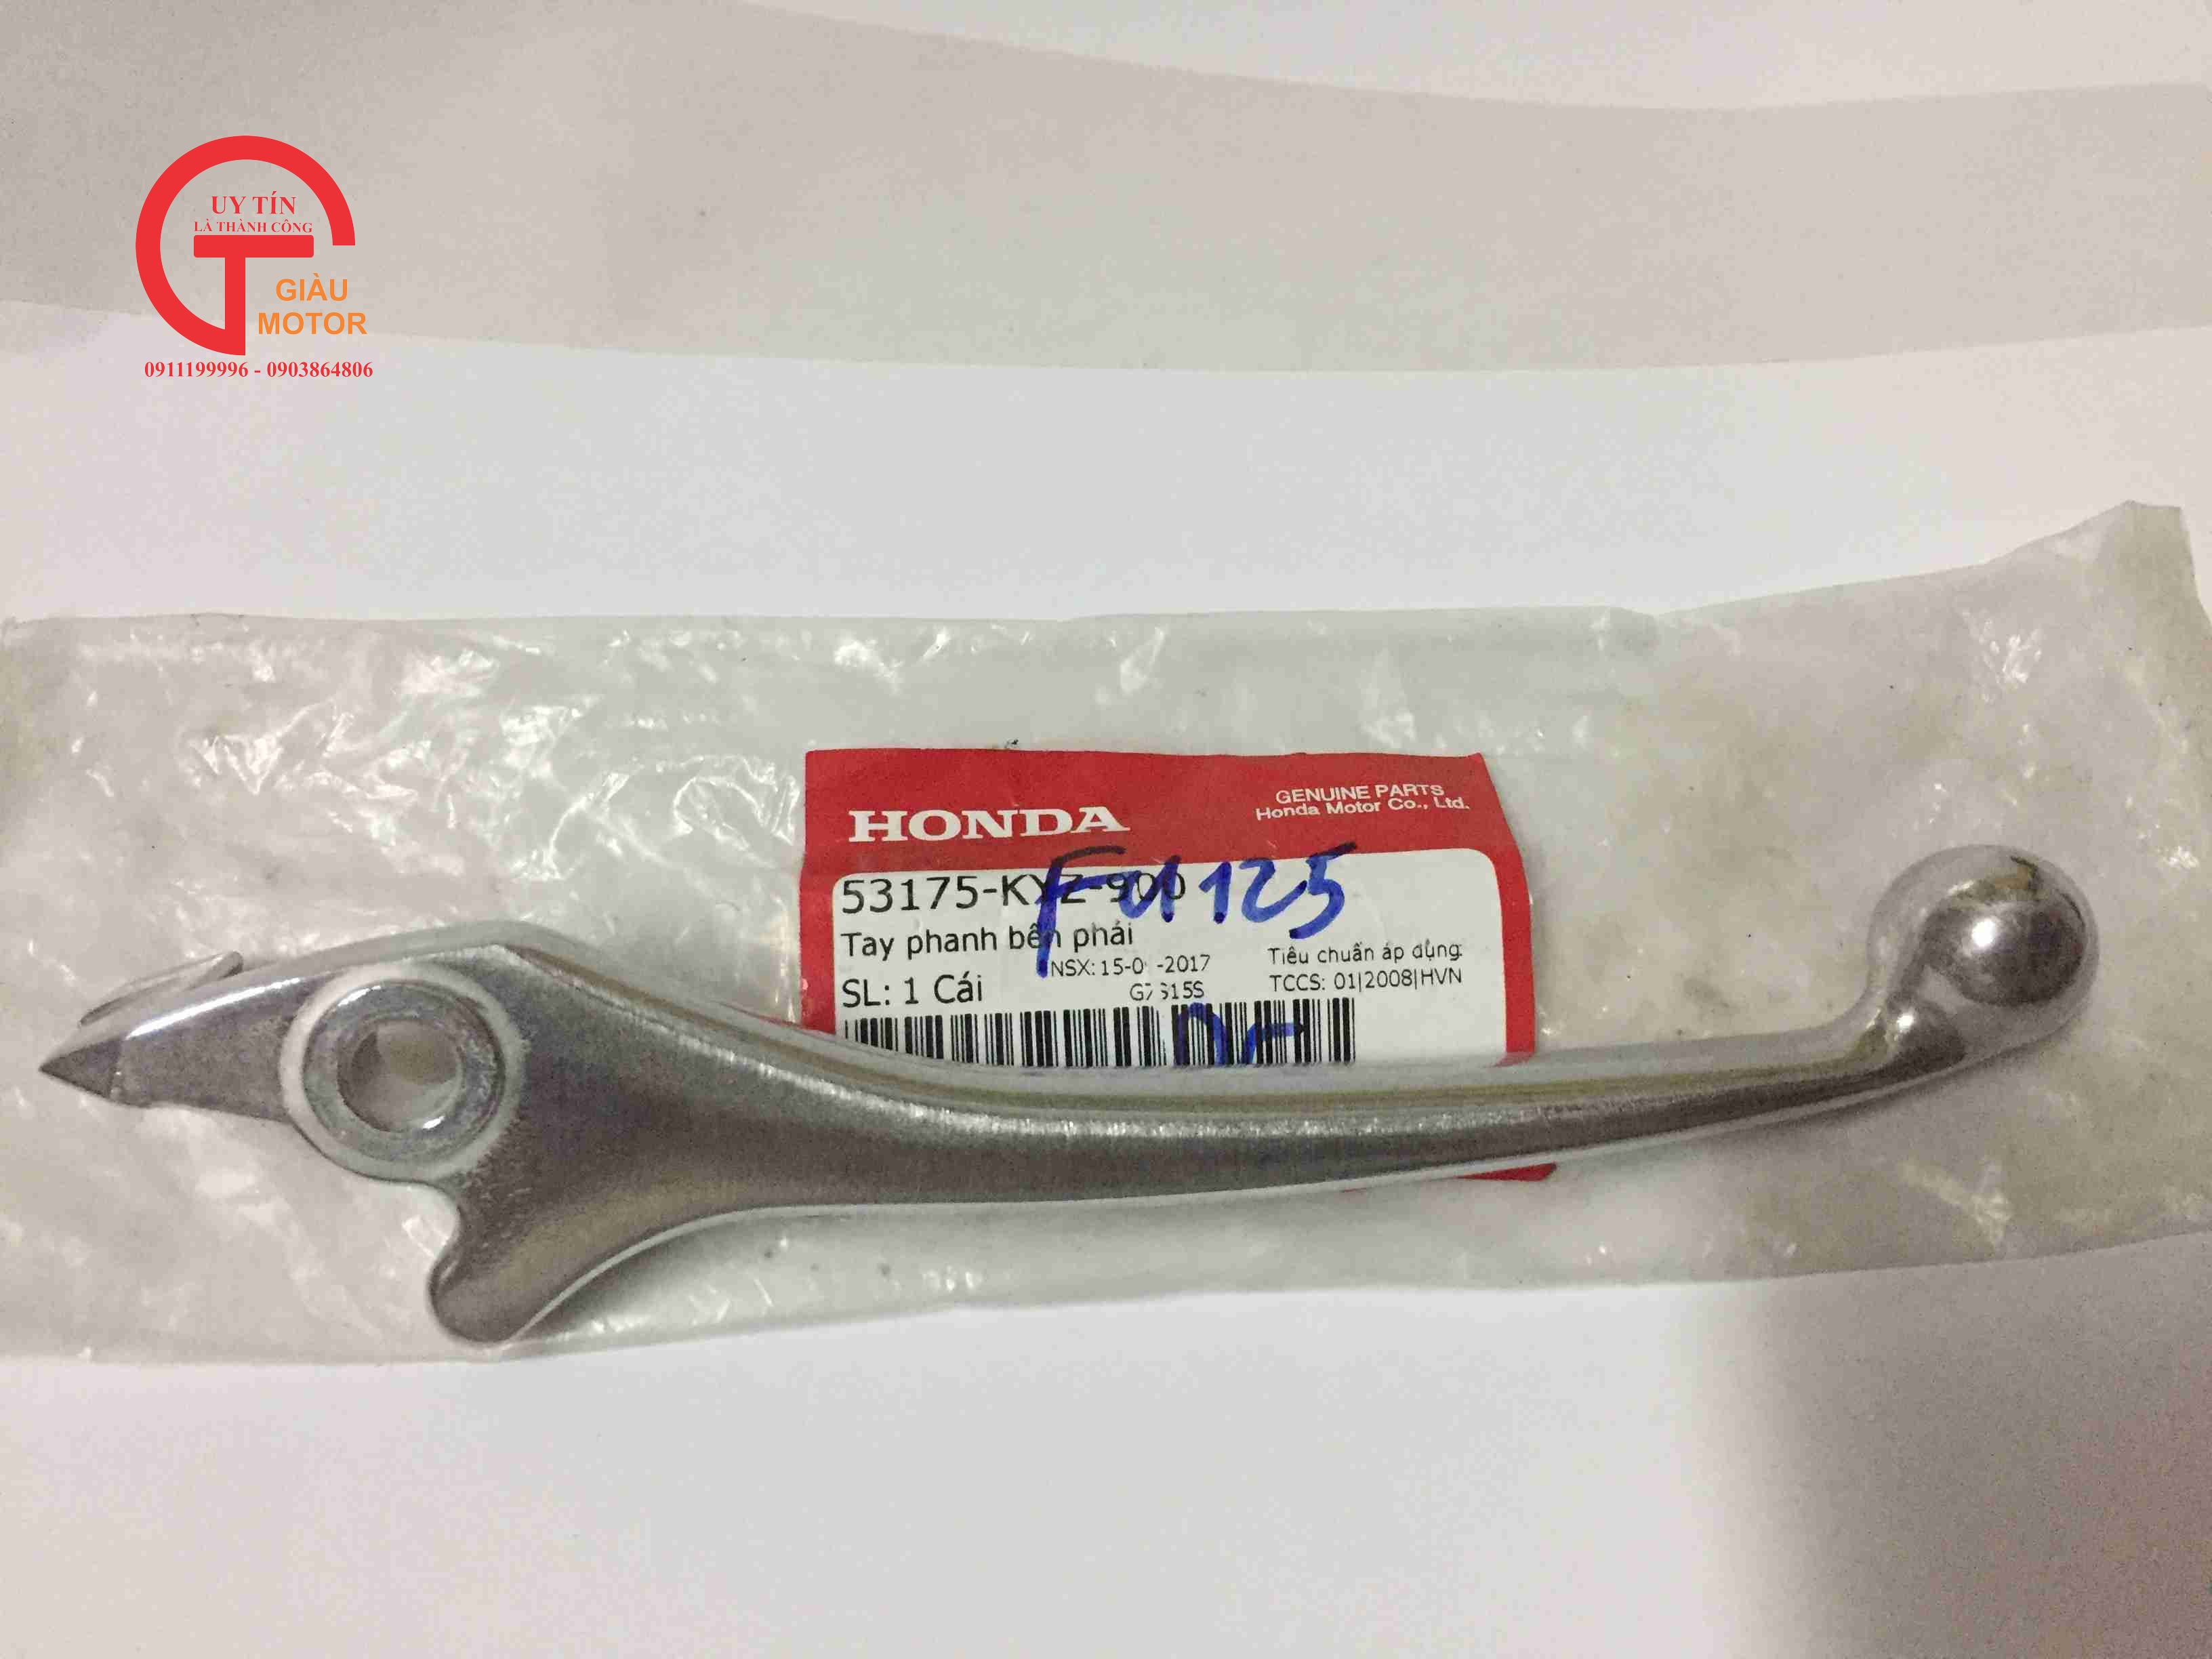 UY TÍN
LÀ THÀNH CÔNG
GIÀU
MOTOR
0911199996 - 0903864806
HONDA
GENUINE PARTS
Honda Motor Co., Ltd.
53175-KYZ-900
Fu 125
Tay phanh bên phải
NSX: 15-0 -2017
Tiêu chuẩn áp dụng:
SL: 1 Cái
TCCS: 01|2008|HVN